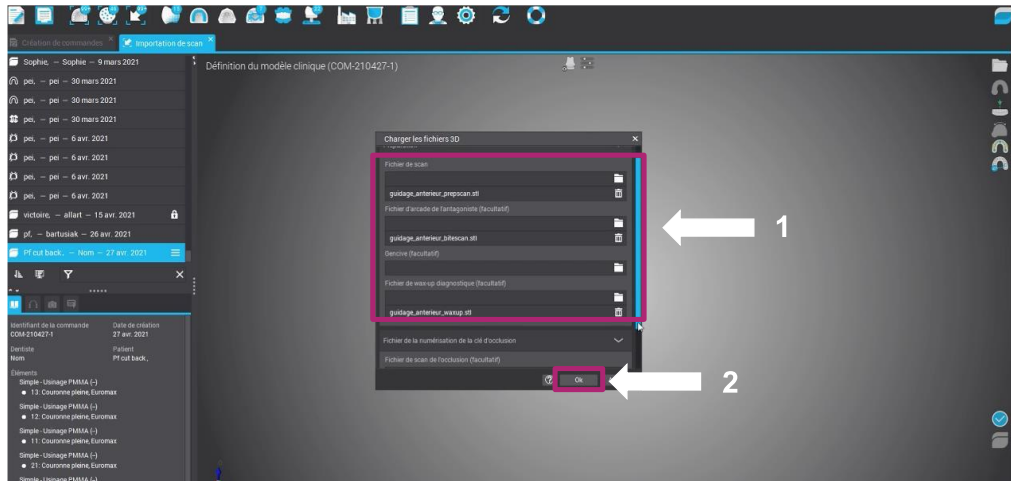 Création de commandes
Importation de scan
Sophie, – Sophie – 9 mars 2021
pei, – pei – 30 mars 2021
pei, – pei – 30 mars 2021
pei, – pei – 30 mars 2021
pei, – pei – 6 avr. 2021
pei, – pei – 6 avr. 2021
pei, – pei – 6 avr. 2021
pei, – pei – 6 avr. 2021
victoire, – allart – 15 avr. 2021
pf, – bartusiak – 26 avr. 2021
Pf cut back, – Nom – 27 avr. 2021
Identifiant de la commande
Date de création
COM-210427-1
27 avr. 2021
Dentiste
Patient
Nom
Pf cut back ,
Éléments
Simple - Usinage PMMA (-)
13: Couronne pleine, Euromax
Simple - Usinage PMMA (-)
12: Couronne pleine, Euromax
Simple - Usinage PMMA (-)
11: Couronne pleine, Euromax
Simple - Usinage PMMA (-)
21: Couronne pleine, Euromax
Simple - Usinage PMMA (-)
Définition du modèle clinique (COM-210427-1)
Charger les fichiers 3D
Préparation
Fichier de scan
guidage_anterieur_prepscan.stl
Fichier d'arcade de l'antagoniste (facultatif)
guidage_anterieur_bitescan.stl
Gencive (facultatif)
Fichier de wax-up diagnostique (facultatif)
guidage_anterieur_waxup.stl
Fichier de la numérisation de la clé d'occlusion
Fichier de scan de l'occlusion (facultatif)
Ok
1
2